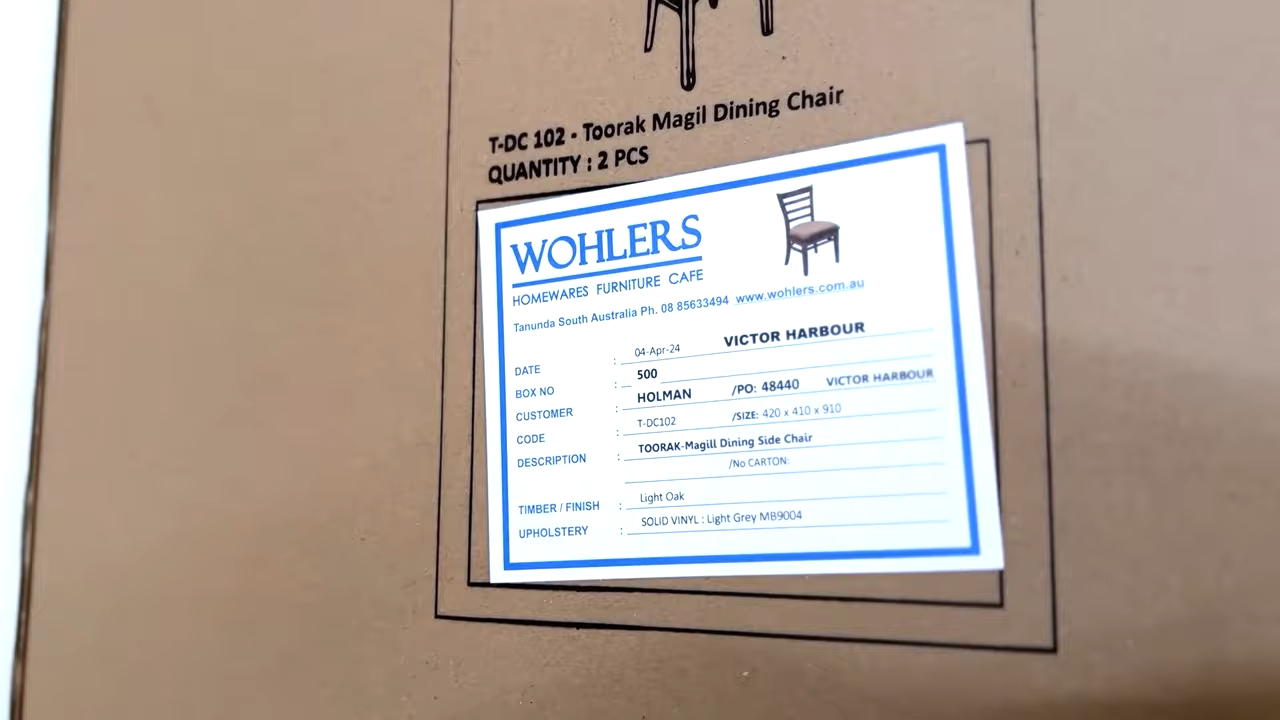 T-DC 102 - Toorak Magil Dining Chair
QUANTITY : 2 PCS
WOHLERS
HOMEWARES FURNITURE CAFE
Tanunda South Australia Ph. 08 85633494 www.wohlers.com.au
DATE : 04-Apr-24 VICTOR HARBOUR
BOX NO : 500
CUSTOMER : HOLMAN /PO: 48440 VICTOR HARBOUR
CODE : T-DC102 /SIZE: 420 x 410 x 910
DESCRIPTION : TOORAK-Magill Dining Side Chair
/No CARTON:
TIMBER / FINISH : Light Oak
UPHOLSTERY : SOLID VINYL : Light Grey MB9004